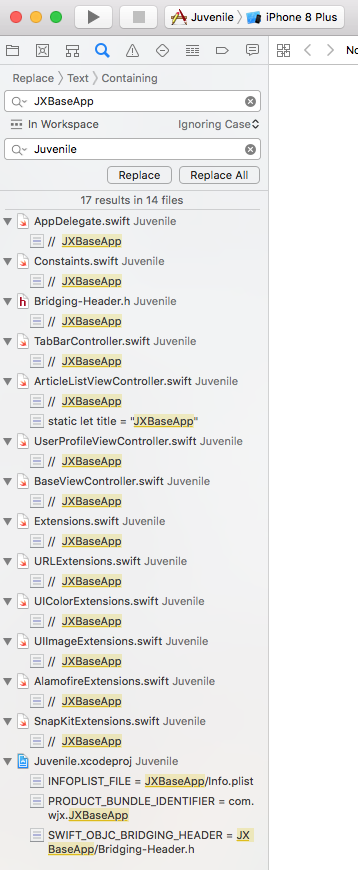 Juvenile
iPhone 8 Plus
No
Replace
Text
Containing
JXBaseApp
In Workspace
Ignoring Case
Juvenile
Replace
Replace All
17 results in 14 files
AppDelegate.swift Juvenile
// JXBaseApp
Constaints.swift Juvenile
// JXBaseApp
h
Bridging-Header.h Juvenile
// JXBaseApp
TabBarController.swift Juvenile
// JXBaseApp
ArticleListViewController.swift Juvenile
// JXBaseApp
static let title = "JXBaseApp"
UserProfileViewController.swift Juvenile
// JXBaseApp
BaseViewController.swift Juvenile
// JXBaseApp
Extensions.swift Juvenile
// JXBaseApp
URLExtensions.swift Juvenile
// JXBaseApp
UIColorExtensions.swift Juvenile
// JXBaseApp
UIImageExtensions.swift Juvenile
// JXBaseApp
AlamofireExtensions.swift Juvenile
// JXBaseApp
SnapKitExtensions.swift Juvenile
// JXBaseApp
Juvenile.xcodeproj Juvenile
INFOPLIST_FILE = JXBaseApp/Info.plist
PRODUCT_BUNDLE_IDENTIFIER = com.
wjx.JXBaseApp
SWIFT_OBJC_BRIDGING_HEADER = JX
BaseApp/Bridging-Header.h